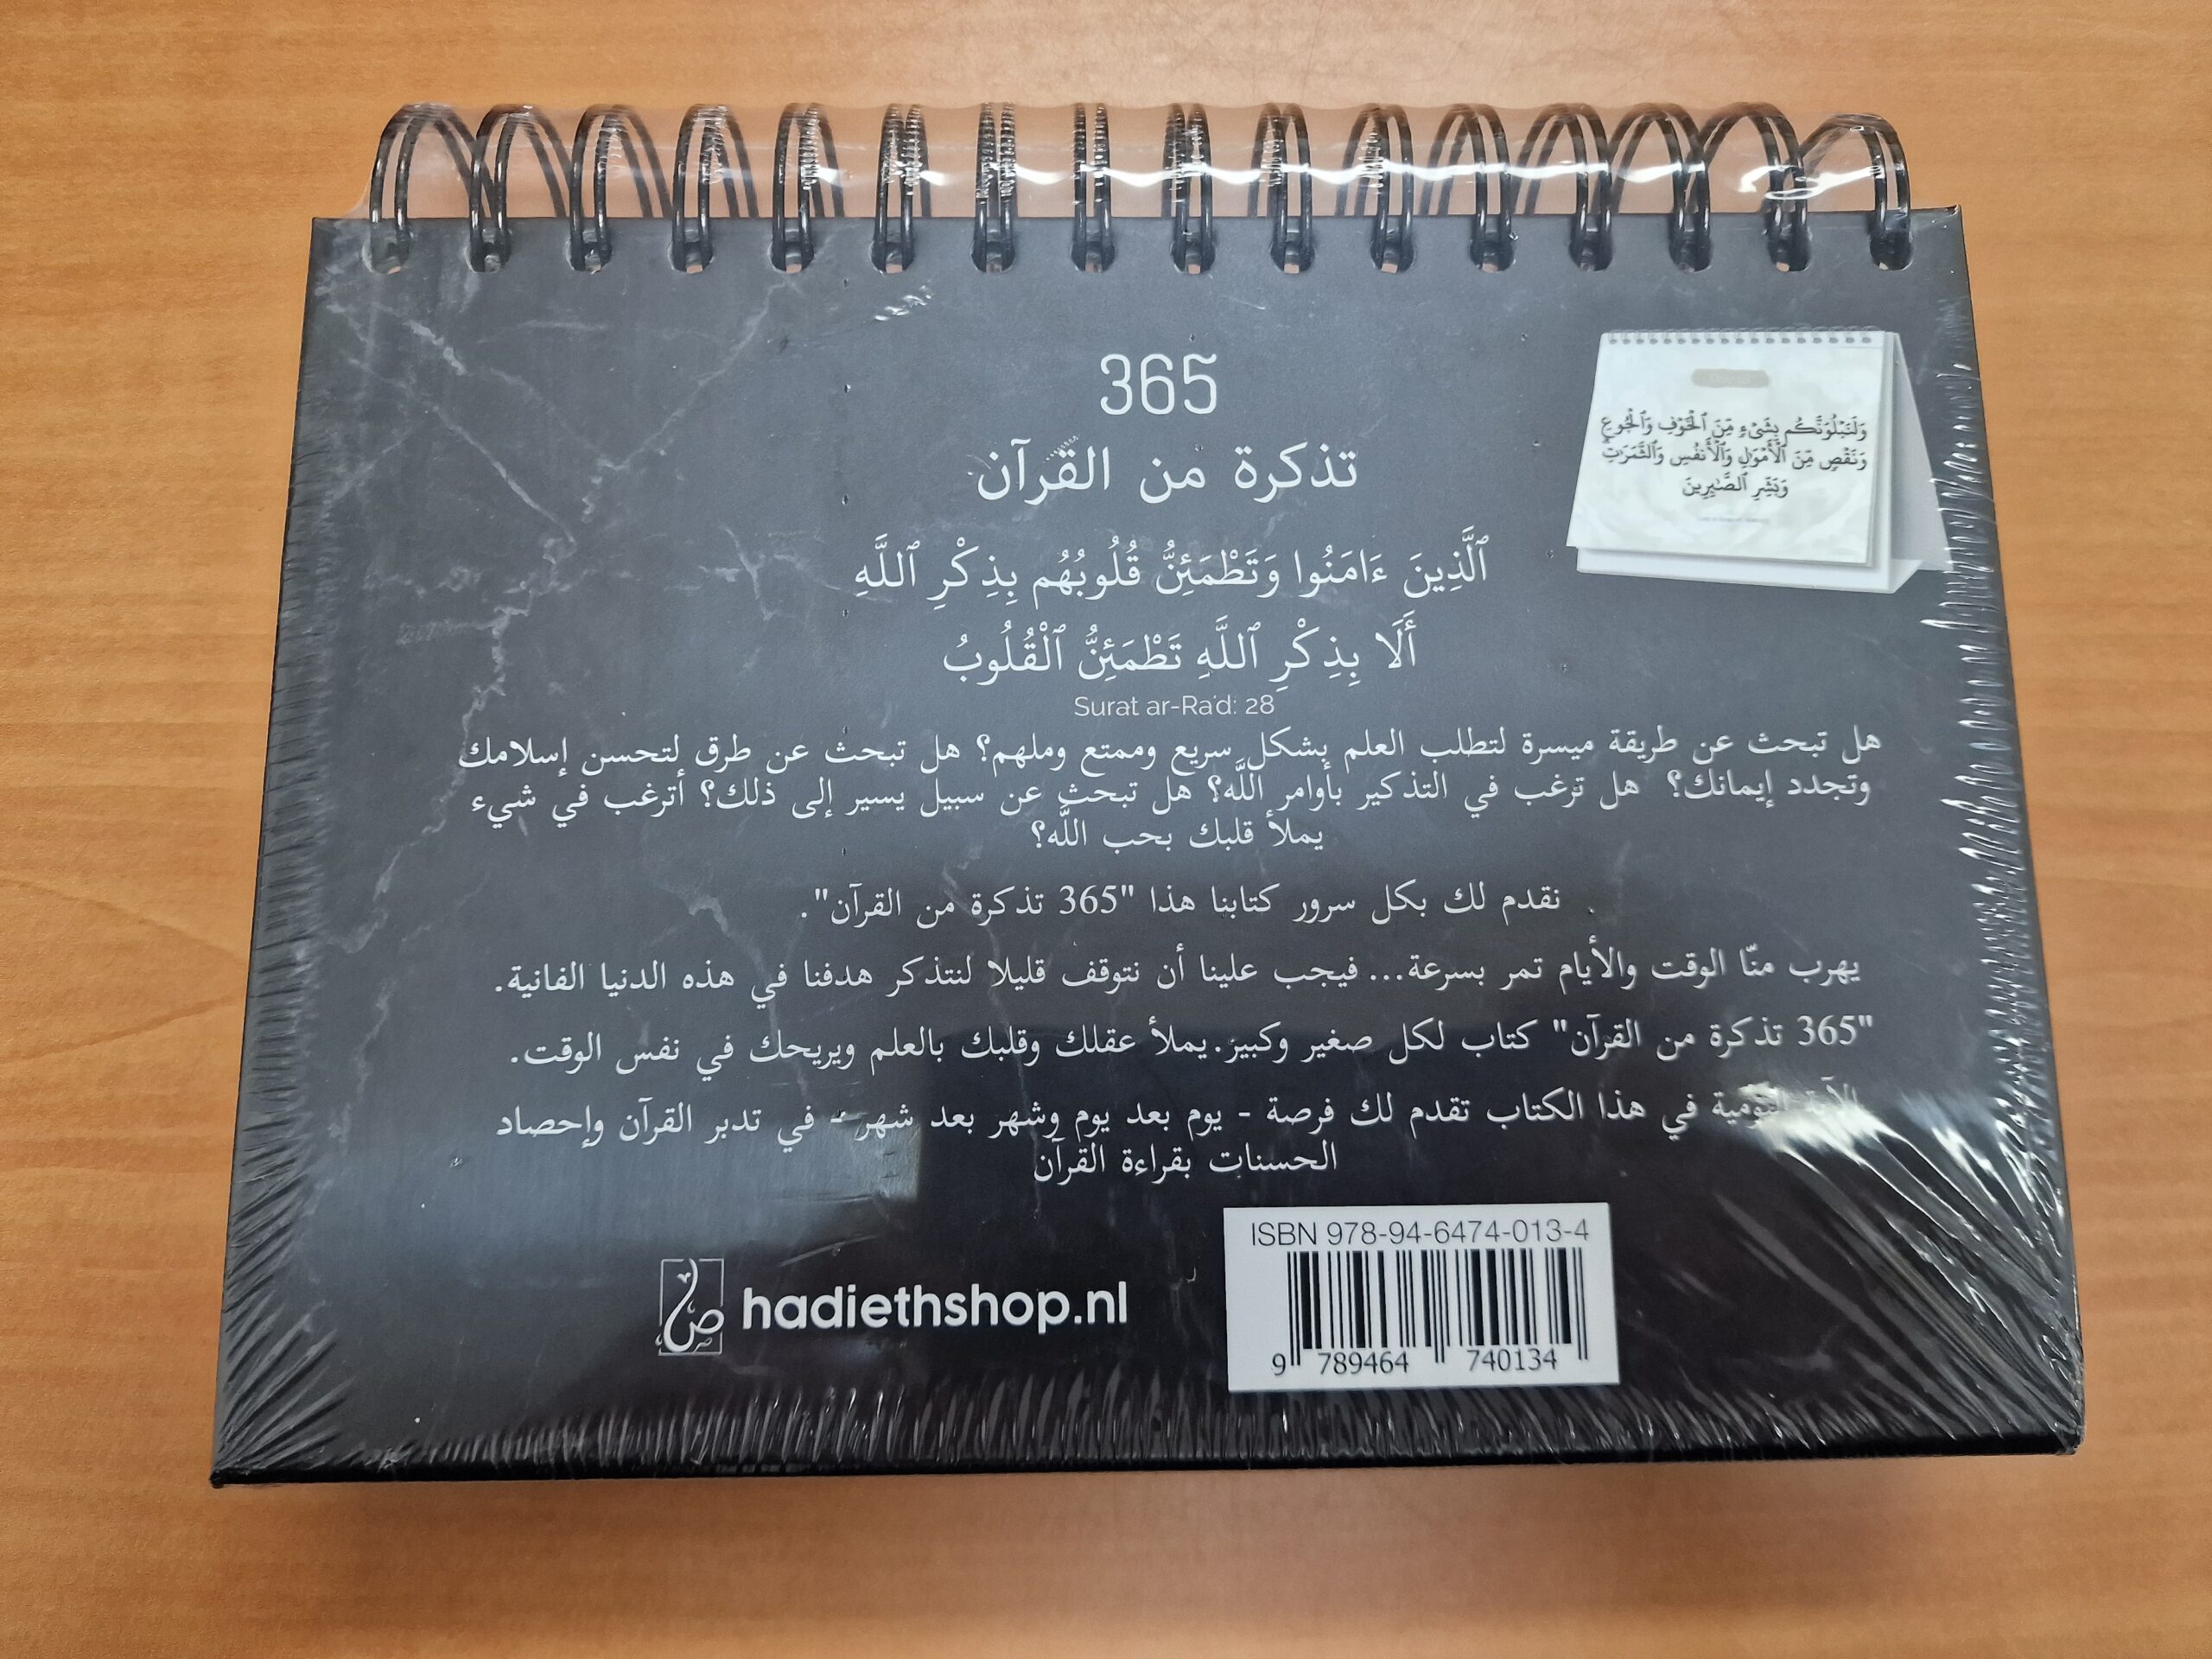 365
تذكرة من القرآن
ٱلَّذِينَ ءَامَنُوا وَتَطْمَئِنُّ قُلُوبُهُم بِذِكْرِ ٱللَّهِ
أَلَا بِذِكْرِ ٱللَّهِ تَطْمَئِنُّ ٱلْقُلُوبُ
Surat ar-Ra'd: 28
هل تبحث عن طريقة ميسرة لتطلب العلم بشكل سريع وممتع وملهم؟ هل تبحث عن طرق لتحسن إسلامك
وتجدد إيمانك؟ هل ترغب في التذكير بأوامر اللَّه؟ هل تبحث عن سبيل يسير إلى ذلك؟ أترغب في شيء
يملأ قلبك بحب اللَّه؟
نقدم لك بكل سرور كتابنا هذا "365 تذكرة من القرآن".
يهرب منّا الوقت والأيام تمر بسرعة... فيجب علينا أن نتوقف قليلا لنتذكر هدفنا في هذه الدنيا الفانية.
"365 تذكرة من القرآن" كتاب لكل صغير وكبير.يملأ عقلك وقلبك بالعلم ويريحك في نفس الوقت.
الآية اليومية في هذا الكتاب تقدم لك فرصة - يوم بعد يوم وشهر بعد شهر - في تدبر القرآن وإحصاد
الحسنات بقراءة القرآن
وَلَنَبْلُوَنَّكُم بِشَىْءٍ مِّنَ ٱلْخَوْفِ وَٱلْجُوعِ
وَنَقْصٍ مِّنَ ٱلْأَمْوَٰلِ وَٱلْأَنفُسِ وَٱلثَّمَرَٰتِ
وَبَشِّرِ ٱلصَّٰبِرِينَ
hadiethshop.nl
ISBN 978-94-6474-013-4
9 789464 740134